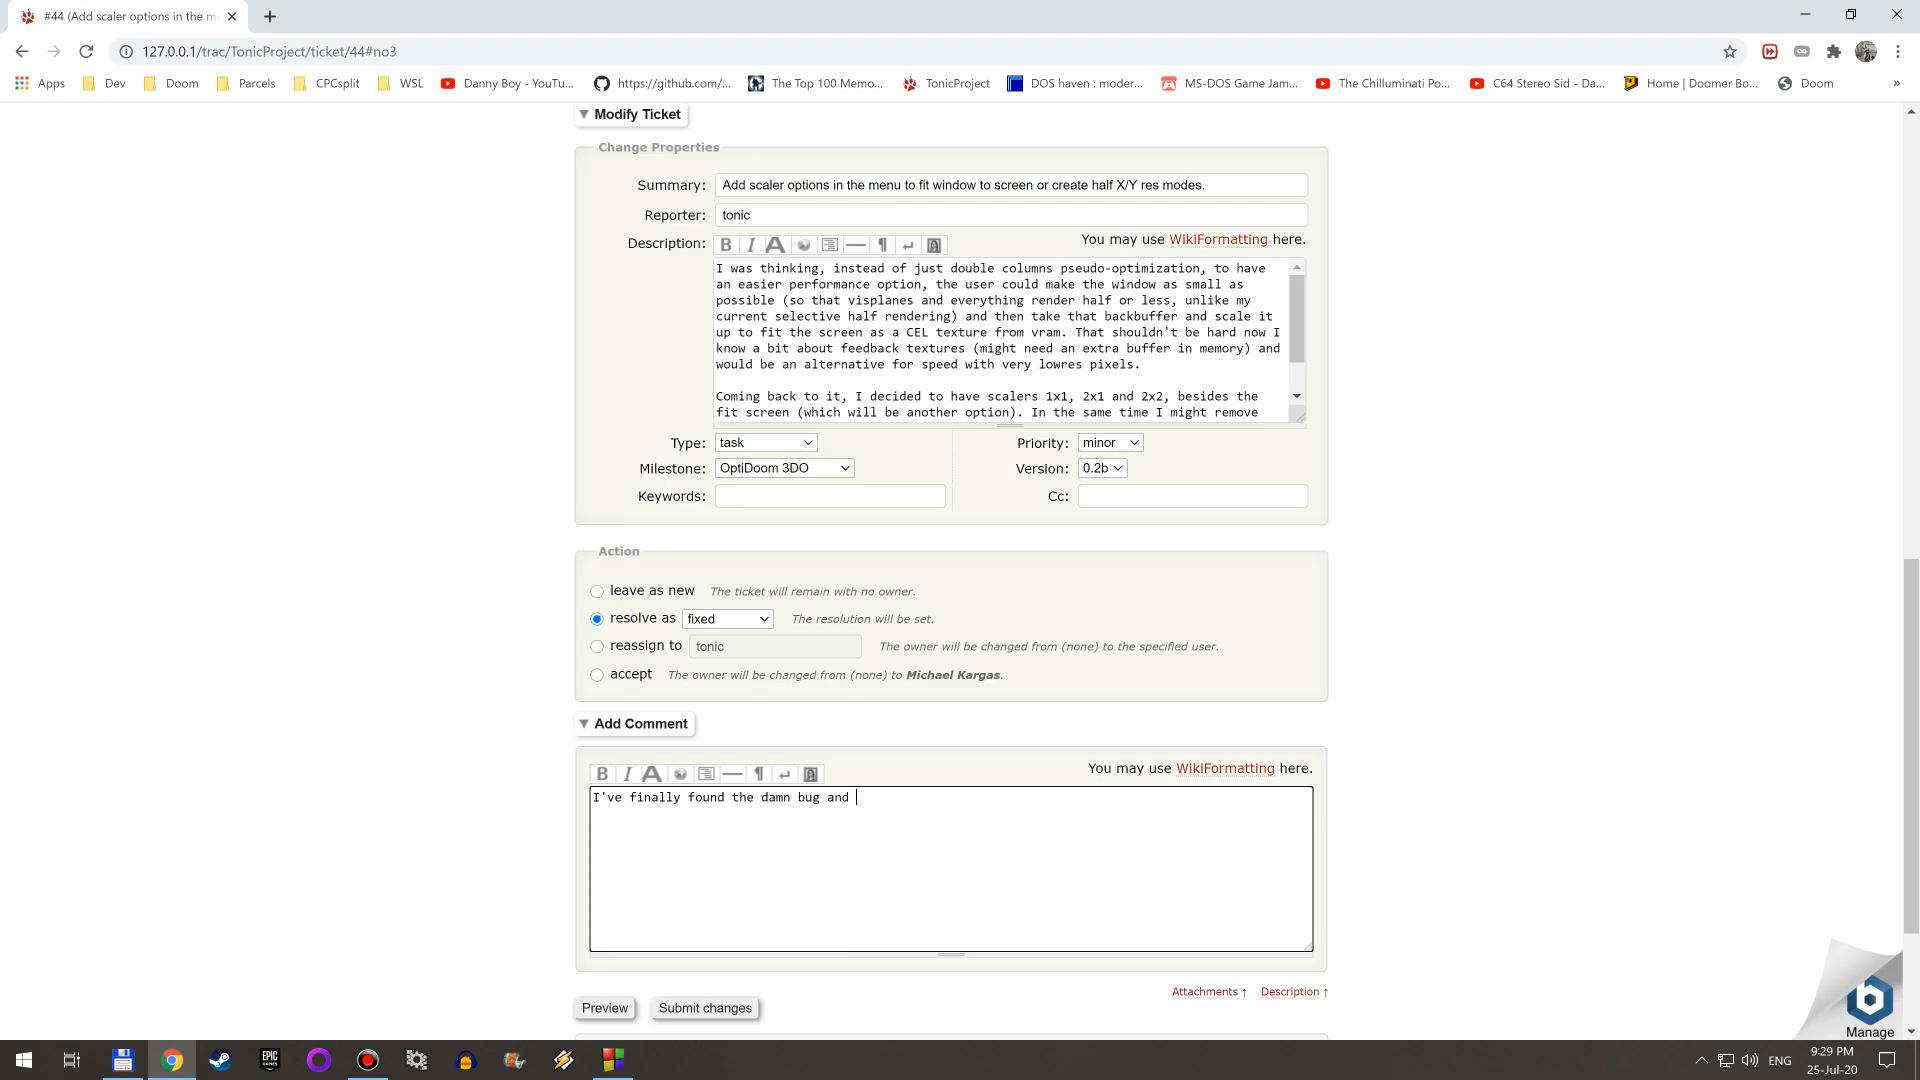 #44 (Add scaler options in the m
127.0.0.1/trac/TonicProject/ticket/44#no3
Apps Dev Doom Parcels CPCsplit WSL Danny Boy - YouTu... https://github.com/... The Top 100 Memo... TonicProject DOS haven : moder... MS-DOS Game Jam... The Chilluminati Po... C64 Stereo Sid - Da... Home | Doomer Bo... Doom »
Modify Ticket
Change Properties
Summary: Add scaler options in the menu to fit window to screen or create half X/Y res modes.
Reporter: tonic
Description: B I A You may use WikiFormatting here.
I was thinking, instead of just double columns pseudo-optimization, to have
an easier performance option, the user could make the window as small as
possible (so that visplanes and everything render half or less, unlike my
current selective half rendering) and then take that backbuffer and scale it
up to fit the screen as a CEL texture from vram. That shouldn't be hard now I
know a bit about feedback textures (might need an extra buffer in memory) and
would be an alternative for speed with very lowres pixels.
Coming back to it, I decided to have scalers 1x1, 2x1 and 2x2, besides the
fit screen (which will be another option). In the same time I might remove
Type: task Priority: minor
Milestone: OptiDoom 3DO Version: 0.2b
Keywords: Cc:
Action
leave as new The ticket will remain with no owner.
resolve as fixed The resolution will be set.
reassign to tonic The owner will be changed from (none) to the specified user.
accept The owner will be changed from (none) to Michael Kargas.
Add Comment
B I A You may use WikiFormatting here.
I've finally found the damn bug and
Attachments ↑ Description ↑
Preview Submit changes
Manage
EPIC GAMES
ENG
9:29 PM
25-Jul-20